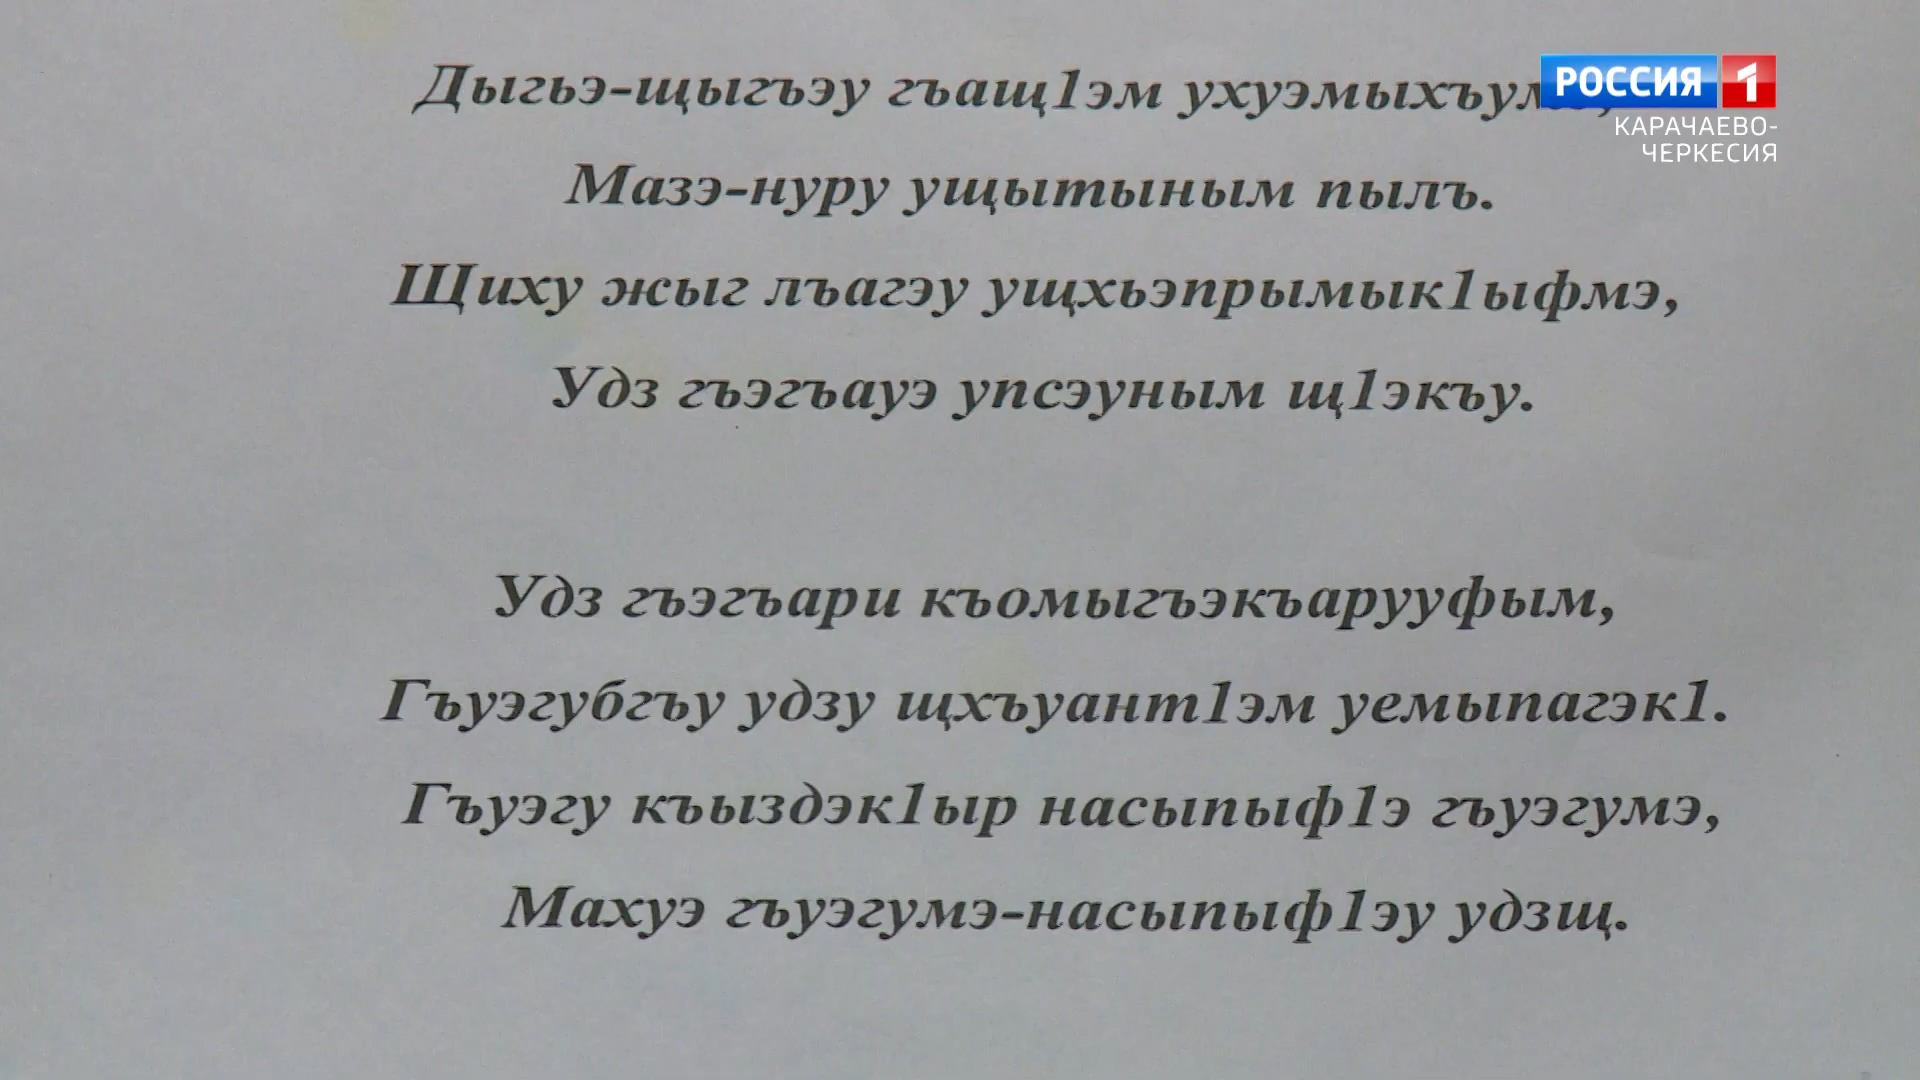 Дыгъэ-щыгъэу гъащ1эм
РОССИЯ 1
КАРАЧАЕВО-
ЧЕРКЕСИЯ
Мазэ-нуру ущытыным пылъ.
Щиху жыг лъагэу ущхьэпрымык1ыфмэ,
Удз гъэгъауэ упсэуным щ1экъу.
Удз гъэгъари къомыгъэкъарууфым,
Гъуэгубгъу удзу щхъуант1эм уемыпагэк1.
Гъуэгу къыздэк1ыр насыпыф1э гъуэгумэ,
Махуэ гъуэгумэ-насыпыф1эу удзщ.